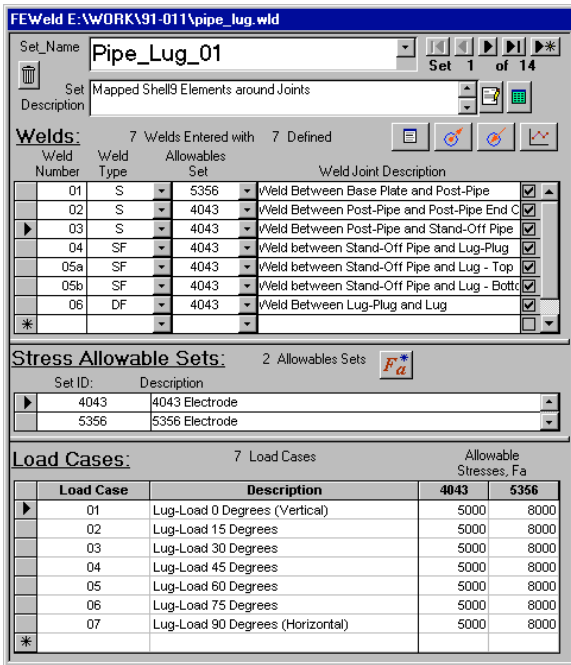 FEWeld E:\WORK\91-011\pipe_lug.wld
Set_Name Pipe_Lug_01
Set 1 of 14
Set Description Mapped Shell9 Elements around Joints
Welds: 7 Welds Entered with 7 Defined
Weld Number Weld Type Allowables Set Weld Joint Description
01 S 5356 Weld Between Base Plate and Post-Pipe
02 S 4043 Weld Between Post-Pipe and Post-Pipe End C
03 S 4043 Weld Between Post-Pipe and Stand-Off Pipe
04 SF 4043 Weld between Stand-Off Pipe and Lug-Plug
05a SF 4043 Weld between Stand-Off Pipe and Lug - Top
05b SF 4043 Weld between Stand-Off Pipe and Lug - Botto
06 DF 4043 Weld Between Lug-Plug and Lug
Stress Allowable Sets: 2 Allowables Sets Fa*
Set ID: Description
4043 4043 Electrode
5356 5356 Electrode
Load Cases: 7 Load Cases Allowable Stresses, Fa
Load Case Description 4043 5356
01 Lug-Load 0 Degrees (Vertical) 5000 8000
02 Lug-Load 15 Degrees 5000 8000
03 Lug-Load 30 Degrees 5000 8000
04 Lug-Load 45 Degrees 5000 8000
05 Lug-Load 60 Degrees 5000 8000
06 Lug-Load 75 Degrees 5000 8000
07 Lug-Load 90 Degrees (Horizontal) 5000 8000